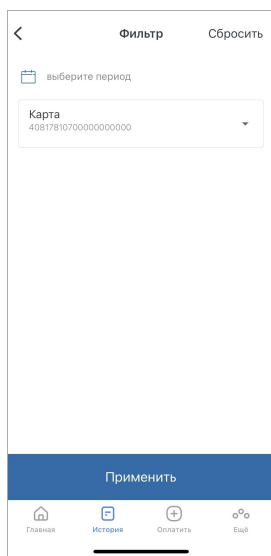 Фильтр Сбросить
выберите период
Карта
40817810700000000000
Применить
Главная История Оплатить Ещё